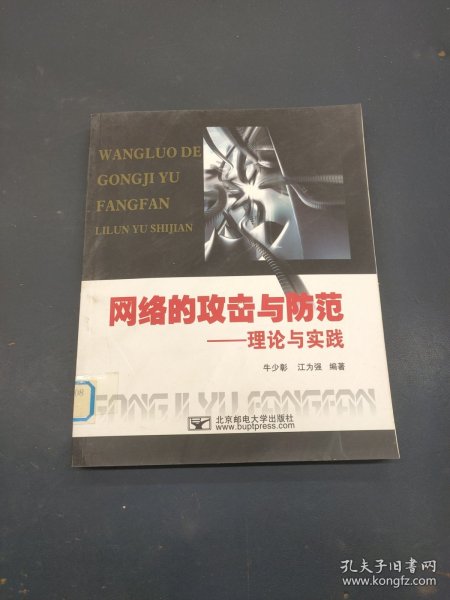 WANGLUO DE
GONGJI YU
FANGFAN
LILUN YU SHIJIAN
网络的攻击与防范
——理论与实践
牛少彰 江为强 编著
GONGJI YU FANGFAN
北京邮电大学出版社
www.buptpress.com
孔夫子旧书网
www.kongfz.com